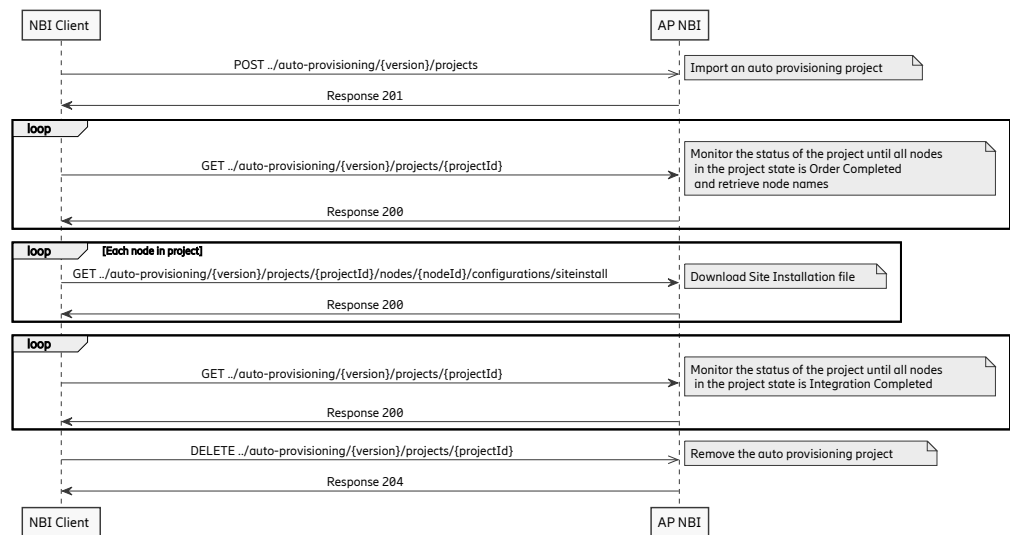 NBI Client
AP NBI
POST ../auto-provisioning/{version}/projects
Import an auto provisioning project
Response 201
loop
GET ../auto-provisioning/{version}/projects/{projectId}
Monitor the status of the project until all nodes
in the project state is Order Completed
and retrieve node names
Response 200
loop
[Each node in project]
GET ../auto-provisioning/{version}/projects/{projectId}/nodes/{nodeId}/configurations/siteinstall
Download Site Installation file
Response 200
loop
GET ../auto-provisioning/{version}/projects/{projectId}
Monitor the status of the project until all nodes
in the project state is Integration Completed
Response 200
DELETE ../auto-provisioning/{version}/projects/{projectId}
Remove the auto provisioning project
Response 204
NBI Client
AP NBI